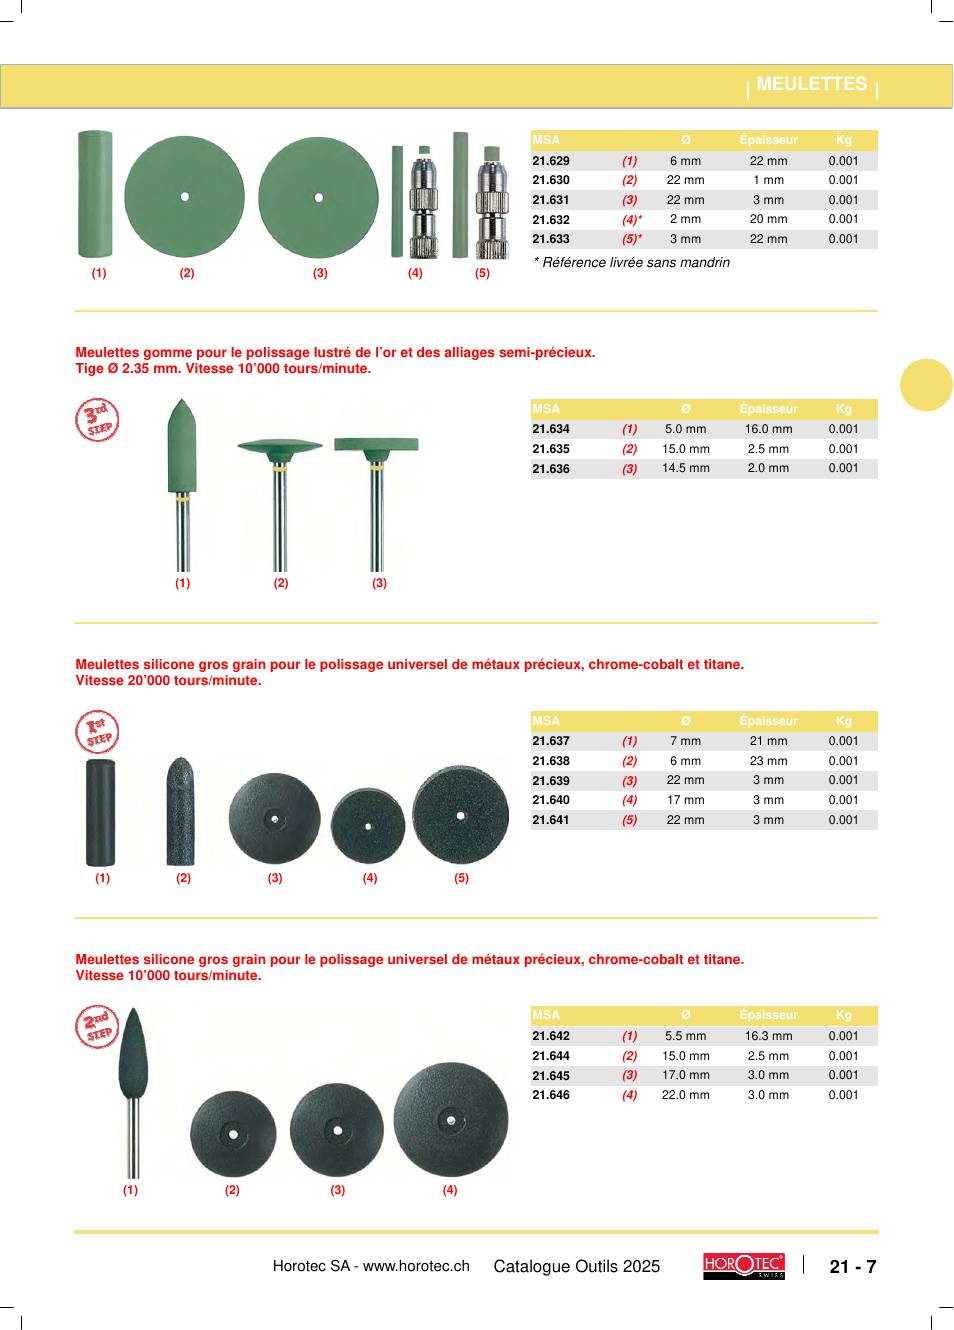 MEULETTES
MSA Ø Épaisseur Kg
21.629 (1) 6 mm 22 mm 0.001
21.630 (2) 22 mm 1 mm 0.001
21.631 (3) 22 mm 3 mm 0.001
21.632 (4)* 2 mm 20 mm 0.001
21.633 (5)* 3 mm 22 mm 0.001
* Référence livrée sans mandrin
(1) (2) (3) (4) (5)
Meulettes gomme pour le polissage lustré de l’or et des alliages semi-précieux.
Tige Ø 2.35 mm. Vitesse 10’000 tours/minute.
3rd
STEP
MSA Ø Épaisseur Kg
21.634 (1) 5.0 mm 16.0 mm 0.001
21.635 (2) 15.0 mm 2.5 mm 0.001
21.636 (3) 14.5 mm 2.0 mm 0.001
(1) (2) (3)
Meulettes silicone gros grain pour le polissage universel de métaux précieux, chrome-cobalt et titane.
Vitesse 20’000 tours/minute.
1st
STEP
MSA Ø Épaisseur Kg
21.637 (1) 7 mm 21 mm 0.001
21.638 (2) 6 mm 23 mm 0.001
21.639 (3) 22 mm 3 mm 0.001
21.640 (4) 17 mm 3 mm 0.001
21.641 (5) 22 mm 3 mm 0.001
(1) (2) (3) (4) (5)
Meulettes silicone gros grain pour le polissage universel de métaux précieux, chrome-cobalt et titane.
Vitesse 10’000 tours/minute.
2nd
STEP
MSA Ø Épaisseur Kg
21.642 (1) 5.5 mm 16.3 mm 0.001
21.644 (2) 15.0 mm 2.5 mm 0.001
21.645 (3) 17.0 mm 3.0 mm 0.001
21.646 (4) 22.0 mm 3.0 mm 0.001
(1) (2) (3) (4)
Horotec SA - www.horotec.ch Catalogue Outils 2025 HOROTEC SWISS 21 - 7